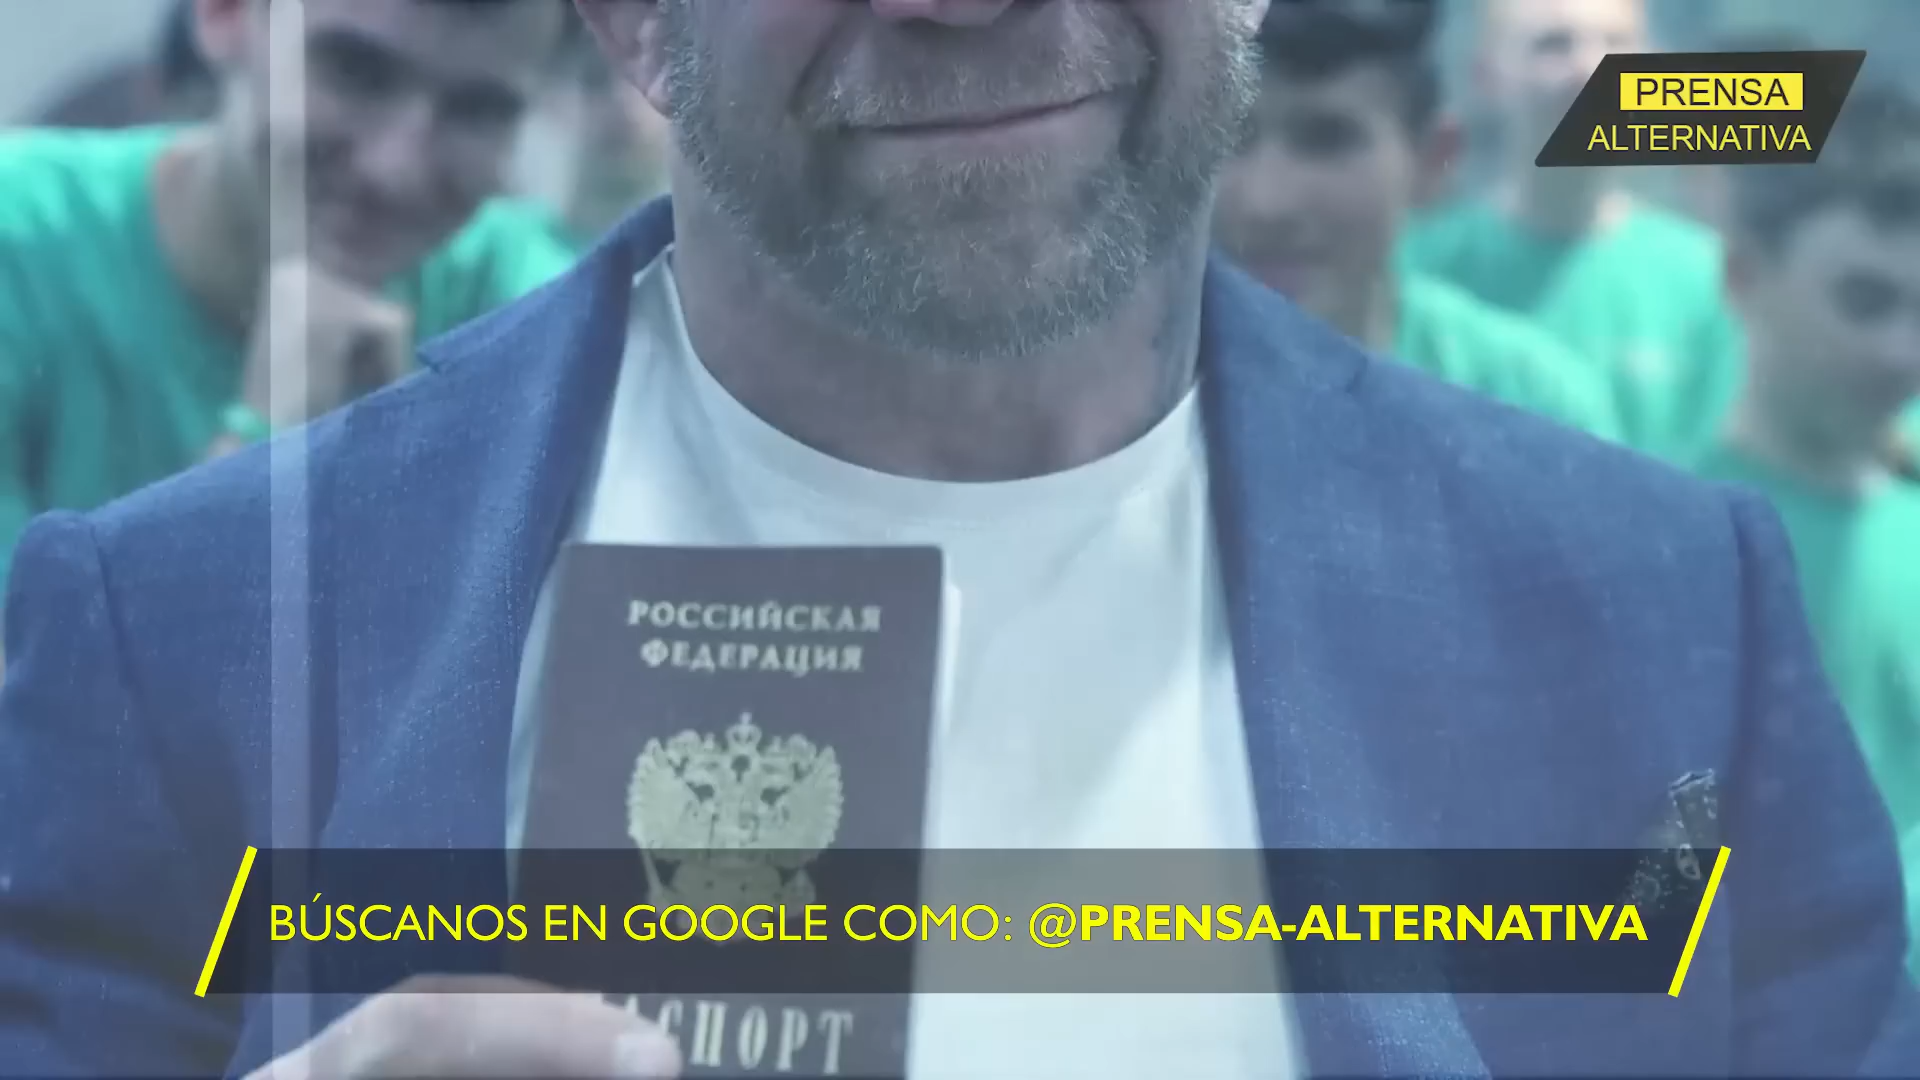 PRENSA
ALTERNATIVA
РОССИЙСКАЯ
ФЕДЕРАЦИЯ
BÚSCANOS EN GOOGLE COMO: @PRENSA-ALTERNATIVA